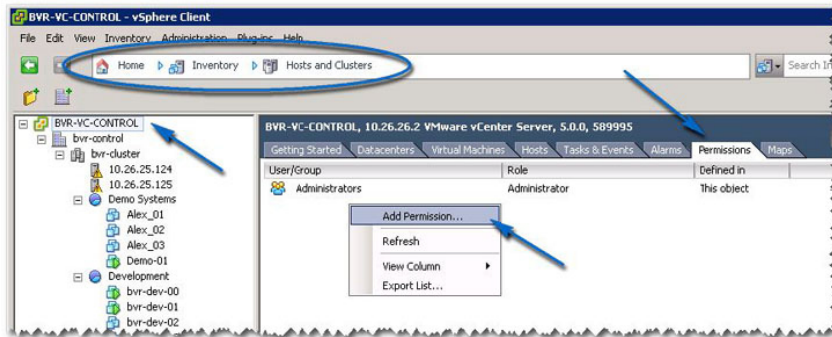 BVR-VC-CONTROL - vSphere Client
File Edit View Inventory Administration Plug-ins Help
Home Inventory Hosts and Clusters
Search In
BVR-VC-CONTROL
bvr-control
bvr-cluster
10.26.25.124
10.26.25.125
Demo Systems
Alex_01
Alex_02
Alex_03
Demo-01
Development
bvr-dev-00
bvr-dev-01
bvr-dev-02
BVR-VC-CONTROL, 10.26.26.2 VMware vCenter Server, 5.0.0, 589995
Getting Started Datacenters Virtual Machines Hosts Tasks & Events Alarms Permissions Maps
User/Group Role Defined in
Administrators Administrator This object
Add Permission...
Refresh
View Column
Export List...